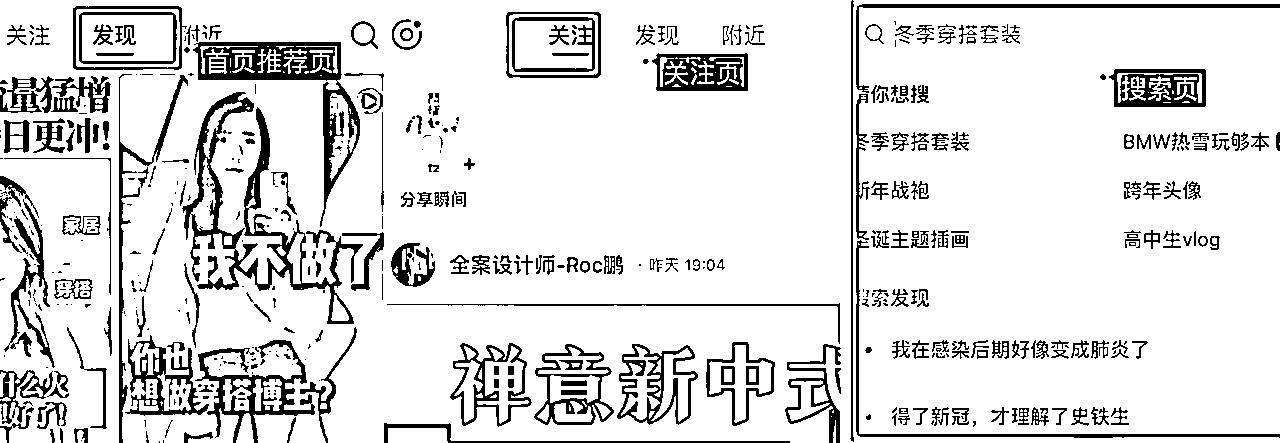 关注 发现 附近
首页推荐页
量猛增
日更冲!
家居
穿搭
我不做了
你也
想做穿搭博主?
什么火
好了!
关注 发现 附近
关注页
分享瞬间
全案设计师-Roc鹏 · 昨天 19:04
禅意新中式
冬季穿搭套装
搜索页
猜你想搜
冬季穿搭套装 BMW热雪玩够本
新年战袍 跨年头像
圣诞主题插画 高中生vlog
搜索发现
• 我在感染后期好像变成肺炎了
• 得了新冠，才理解了史铁生